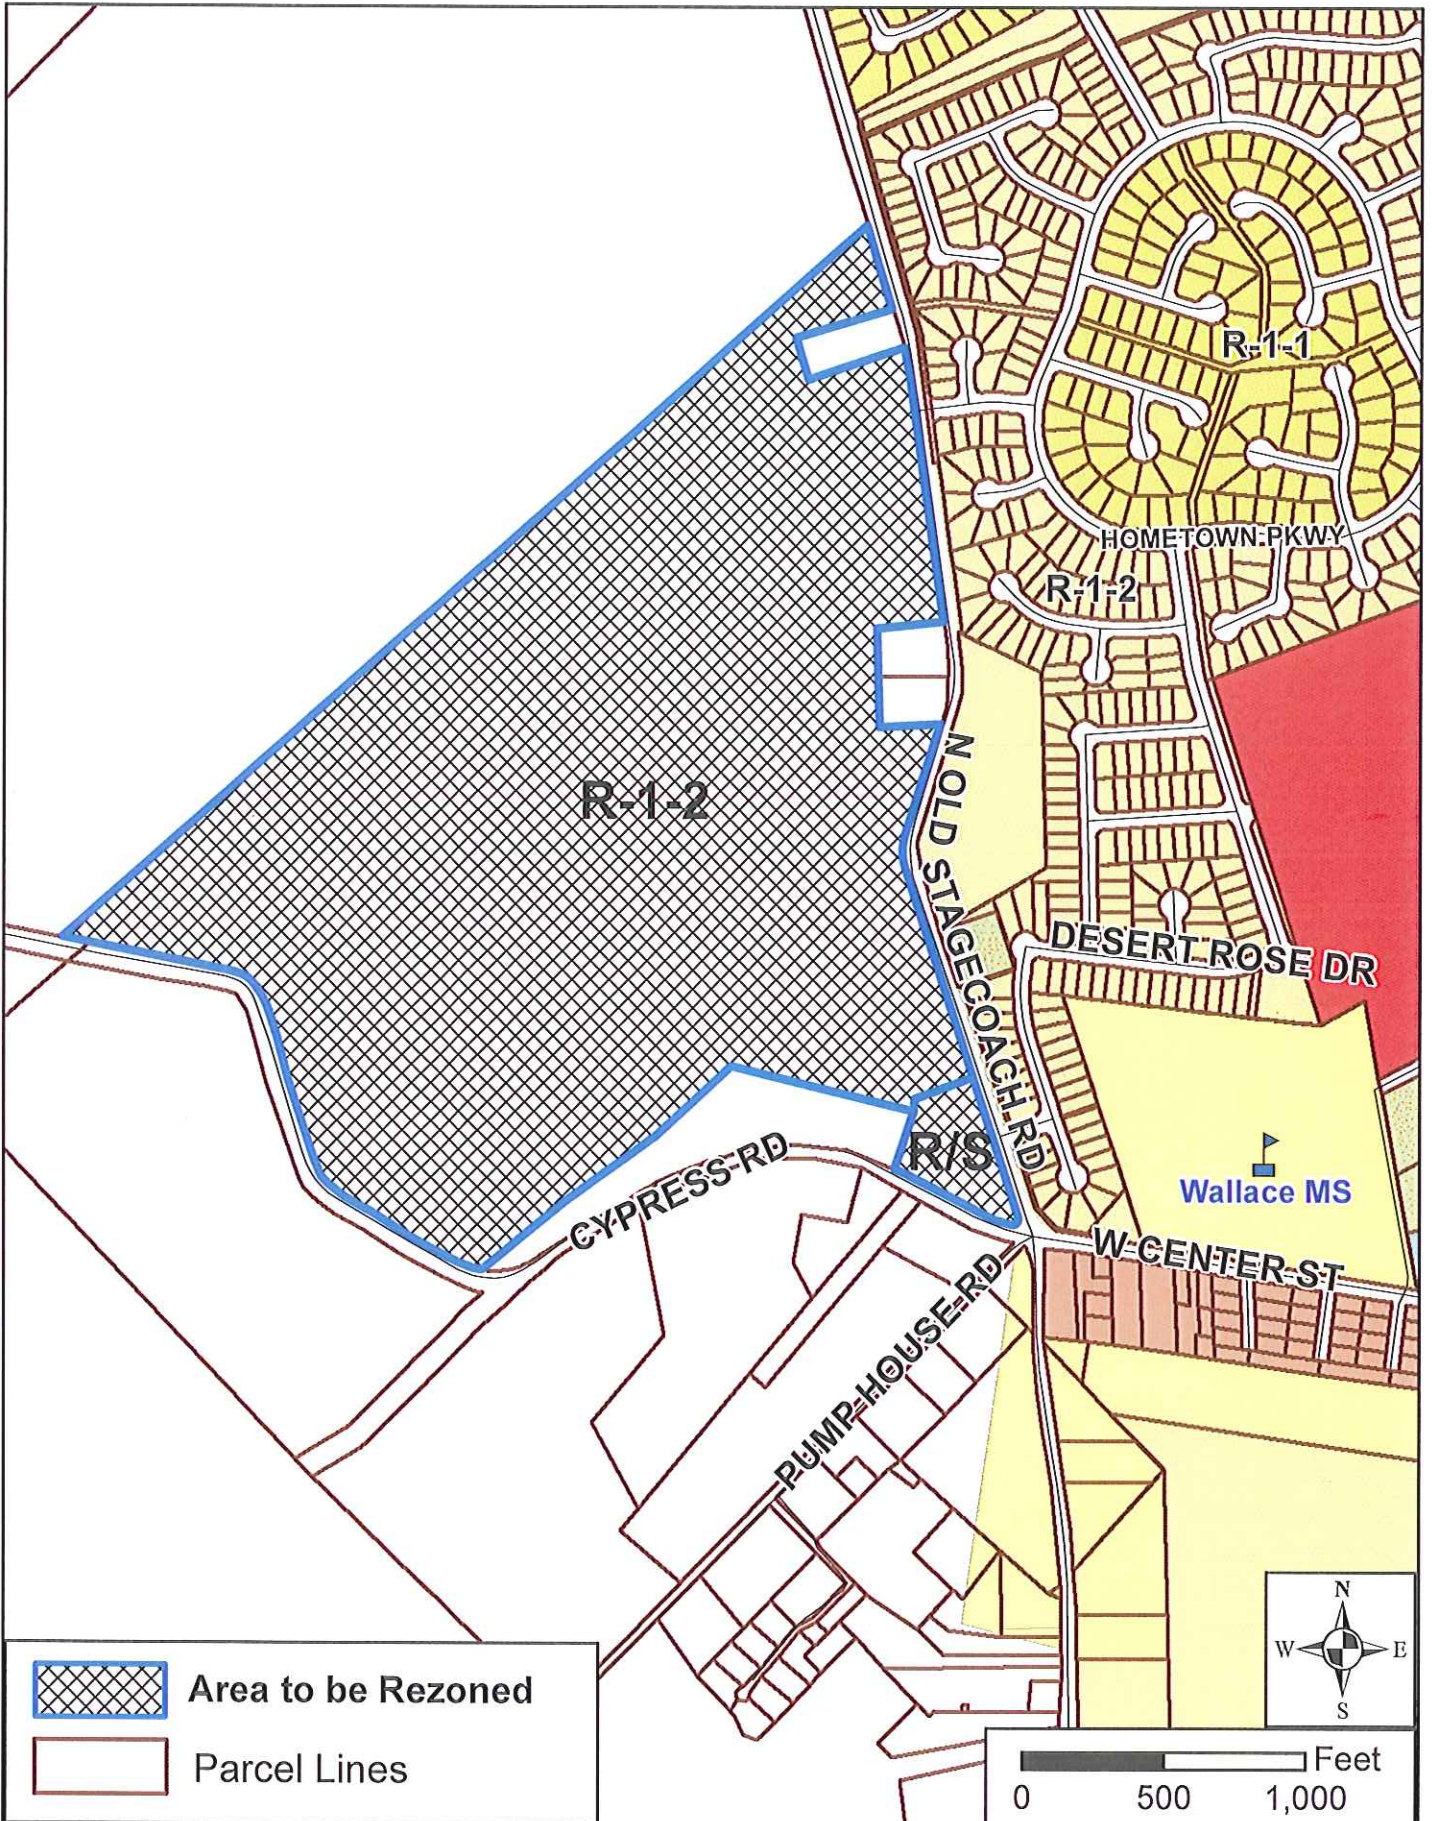 R-1-1
HOMETOWN PKWY
R-1-2
R-1-2
N OLD STAGECOACH RD
DESERT ROSE DR
R/S
CYPRESS RD
Wallace MS
W CENTER ST
PUMP HOUSE RD
N
W E
S
Area to be Rezoned
Parcel Lines
Feet
0 500 1,000